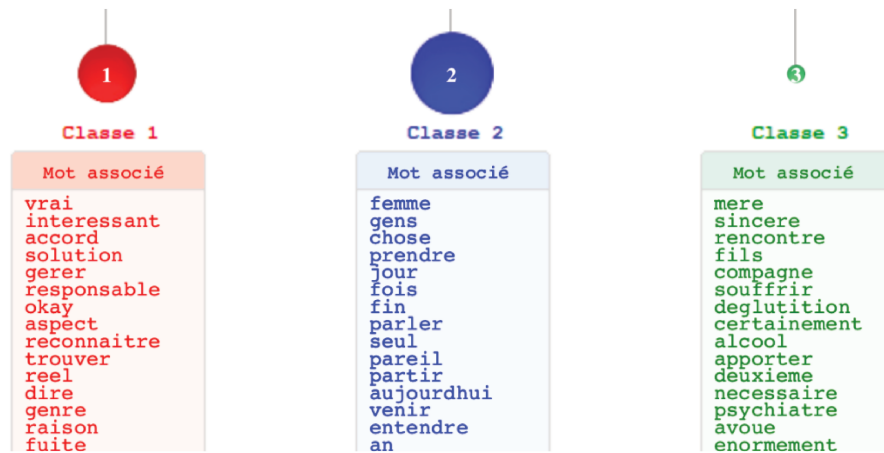 1
Classe 1
Mot associé
vrai
interessant
accord
solution
gerer
responsable
okay
aspect
reconnaitre
trouver
reel
dire
genre
raison
fuite
2
Classe 2
Mot associé
femme
gens
chose
prendre
jour
fois
fin
parler
seul
pareil
partir
aujourdhui
venir
entendre
an
3
Classe 3
Mot associé
mere
sincere
rencontre
fils
compagne
souffrir
deglutition
certainement
alcool
apporter
deuxieme
necessaire
psychiatre
avoue
enormement